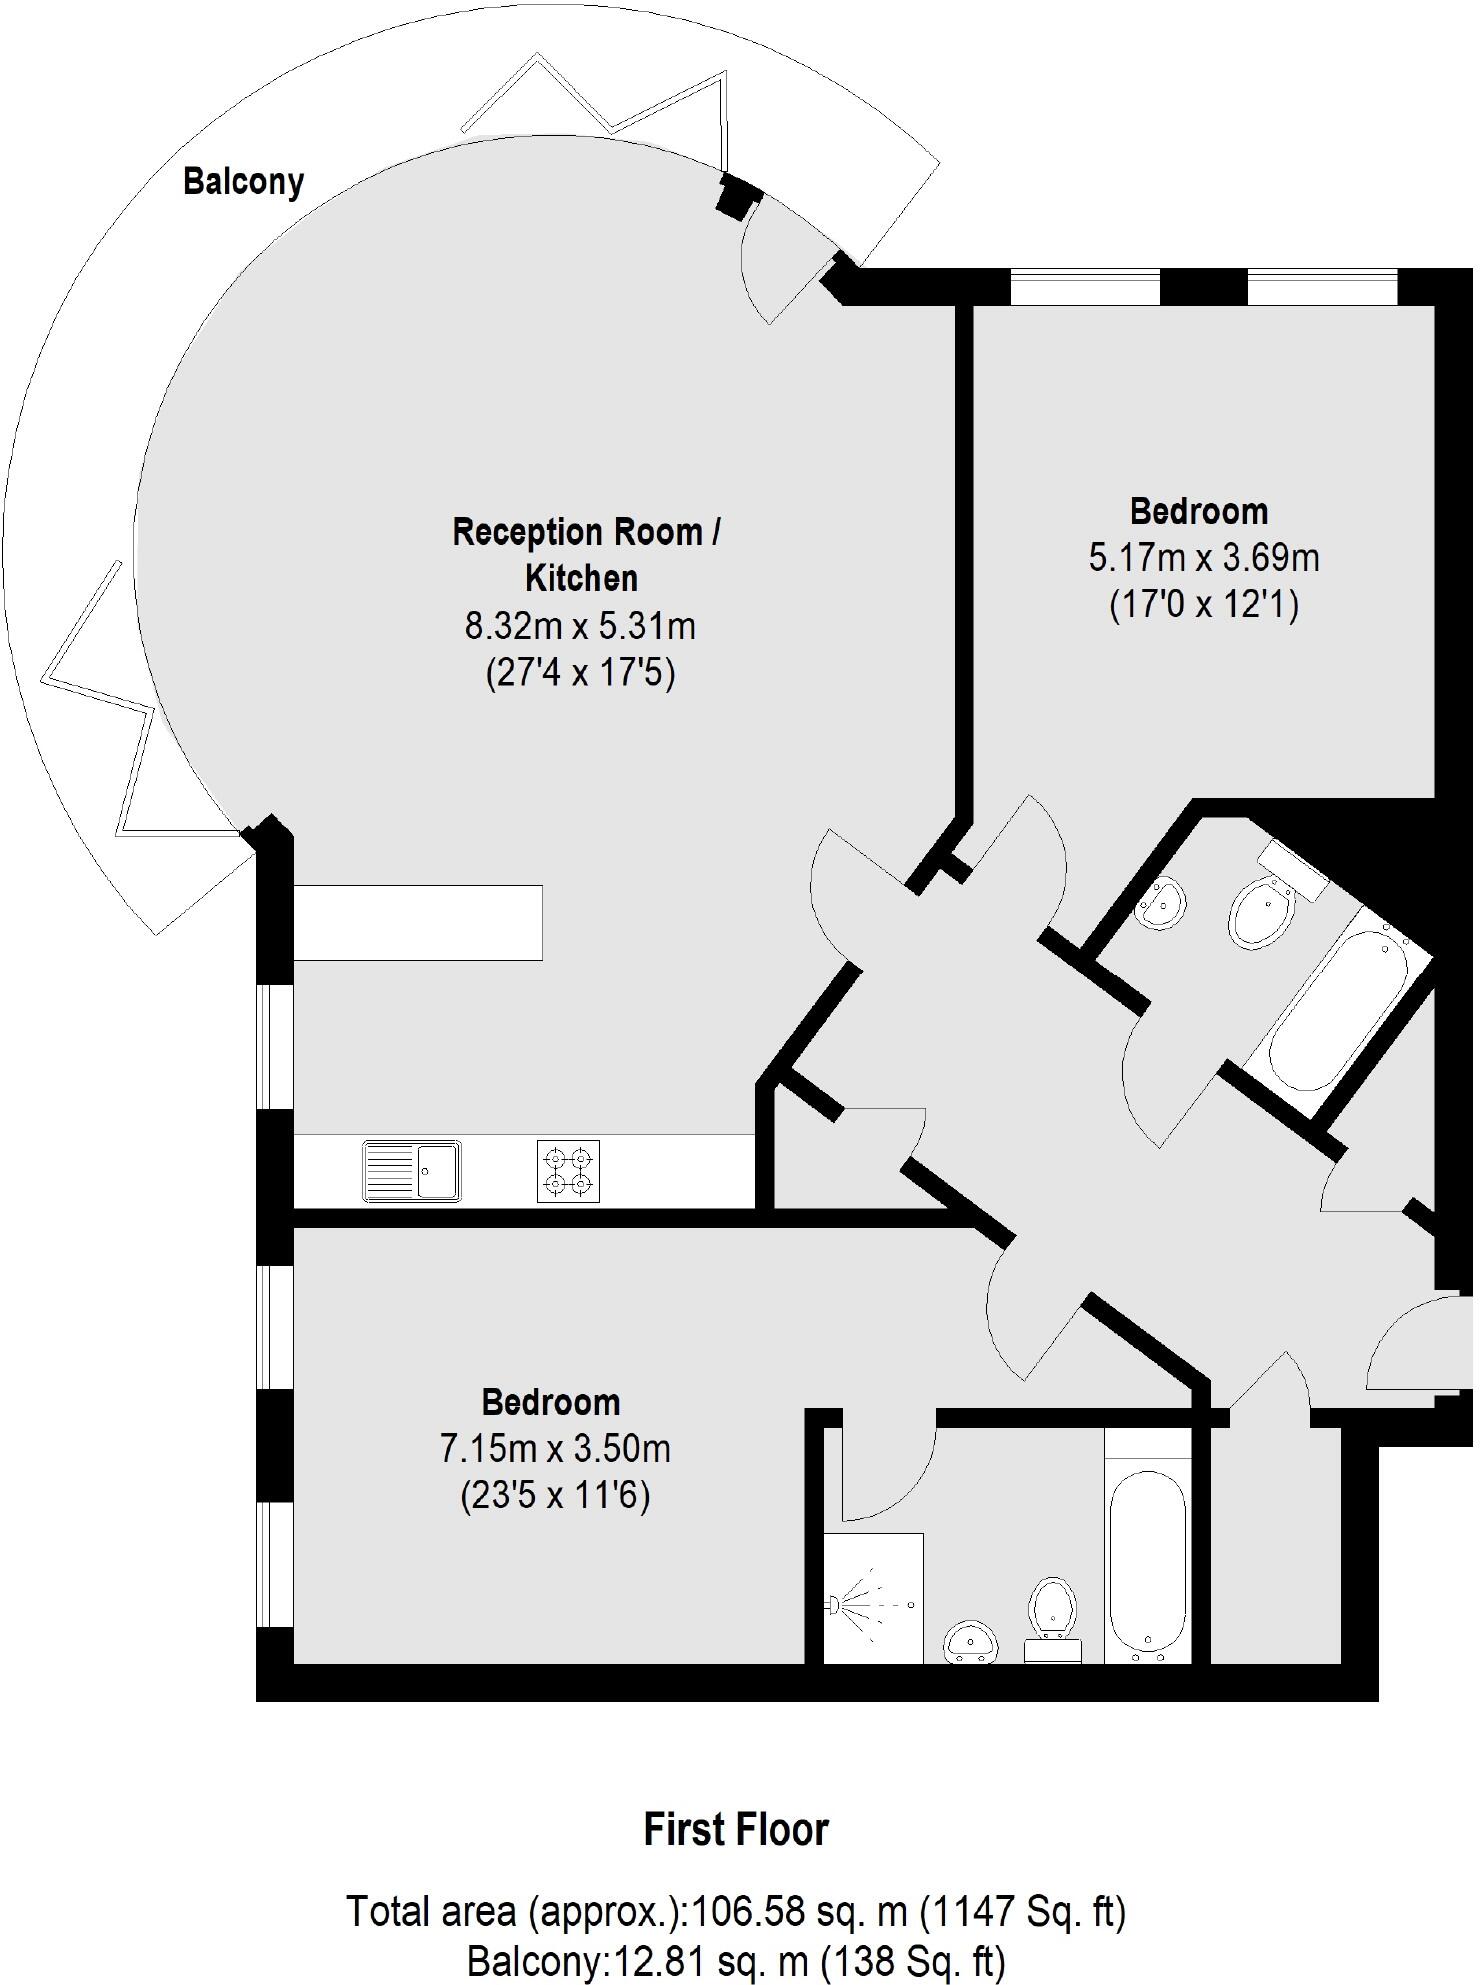 Balcony
Reception Room /
Kitchen
8.32m x 5.31m
(27'4 x 17'5)
Bedroom
5.17m x 3.69m
(17'0 x 12'1)
Bedroom
7.15m x 3.50m
(23'5 x 11'6)
First Floor
Total area (approx.):106.58 sq. m (1147 Sq. ft)
Balcony:12.81 sq. m (138 Sq. ft)